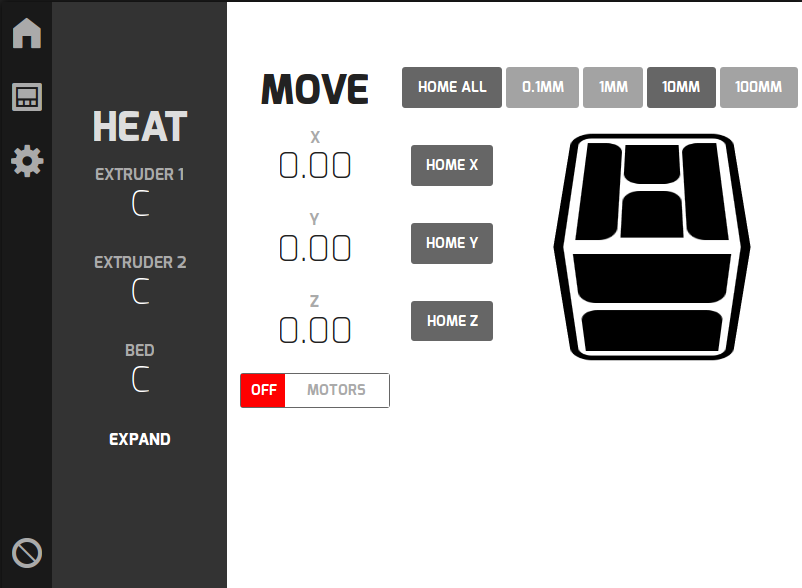 HEAT
EXTRUDER 1
C
EXTRUDER 2
C
BED
C
EXPAND
MOVE
HOME ALL
0.1MM
1MM
10MM
100MM
X
0.00
HOME X
Y
0.00
HOME Y
Z
0.00
HOME Z
OFF
MOTORS